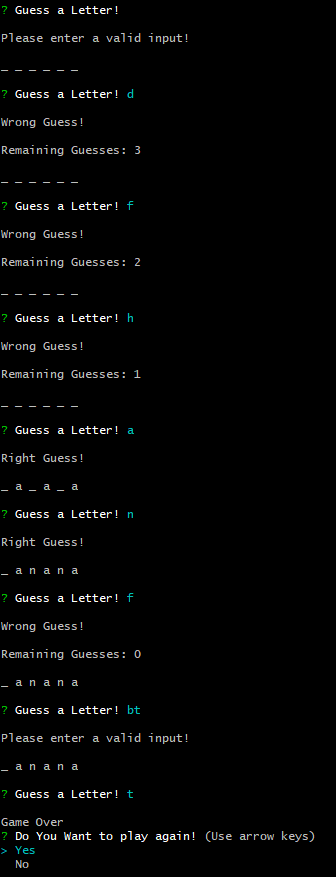 ? Guess a Letter!
Please enter a valid input!
_ _ _ _ _ _
? Guess a Letter! d
Wrong Guess!
Remaining Guesses: 3
_ _ _ _ _ _
? Guess a Letter! f
Wrong Guess!
Remaining Guesses: 2
_ _ _ _ _ _
? Guess a Letter! h
Wrong Guess!
Remaining Guesses: 1
_ _ _ _ _ _
? Guess a Letter! a
Right Guess!
_ a _ a _ a
? Guess a Letter! n
Right Guess!
_ a n a n a
? Guess a Letter! f
Wrong Guess!
Remaining Guesses: 0
_ a n a n a
? Guess a Letter! bt
Please enter a valid input!
_ a n a n a
? Guess a Letter! t
Game Over
? Do You Want to play again! (Use arrow keys)
> Yes
No